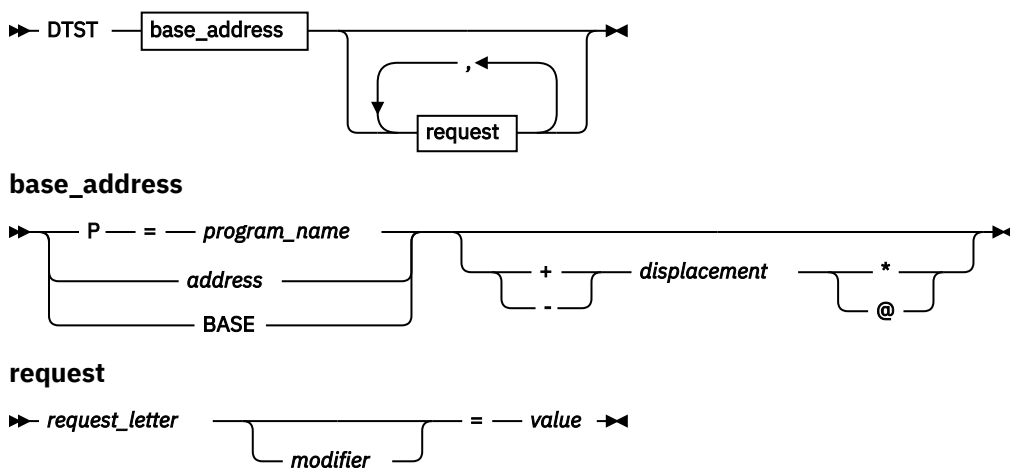 DTST base_address
,
request
base_address
P = program_name
+ displacement *
address
- @
BASE
request
request_letter = value
modifier